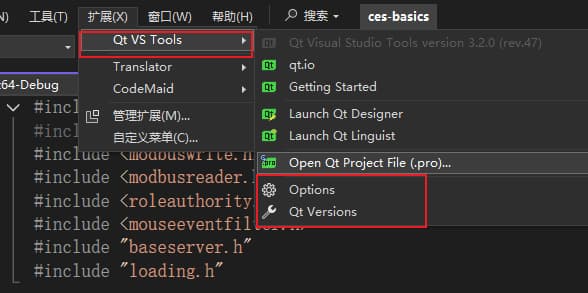 工具(T) 扩展(X) 窗口(W) 帮助(H) 搜索 ces-basics
Qt VS Tools
Translator
CodeMaid
管理扩展(M)...
自定义菜单(C)...
Qt Visual Studio Tools version 3.2.0 (rev.47)
qt.io
Getting Started
Launch Qt Designer
Launch Qt Linguist
Open Qt Project File (.pro)...
Options
Qt Versions
64-Debug
#inclu
#inclu
#include
#include <modbuswrite.h
#include <modbusreader.h
#include <roleauthority
#include <mouseeventfilter.h>
#include "baseserver.h"
#include "loading.h"